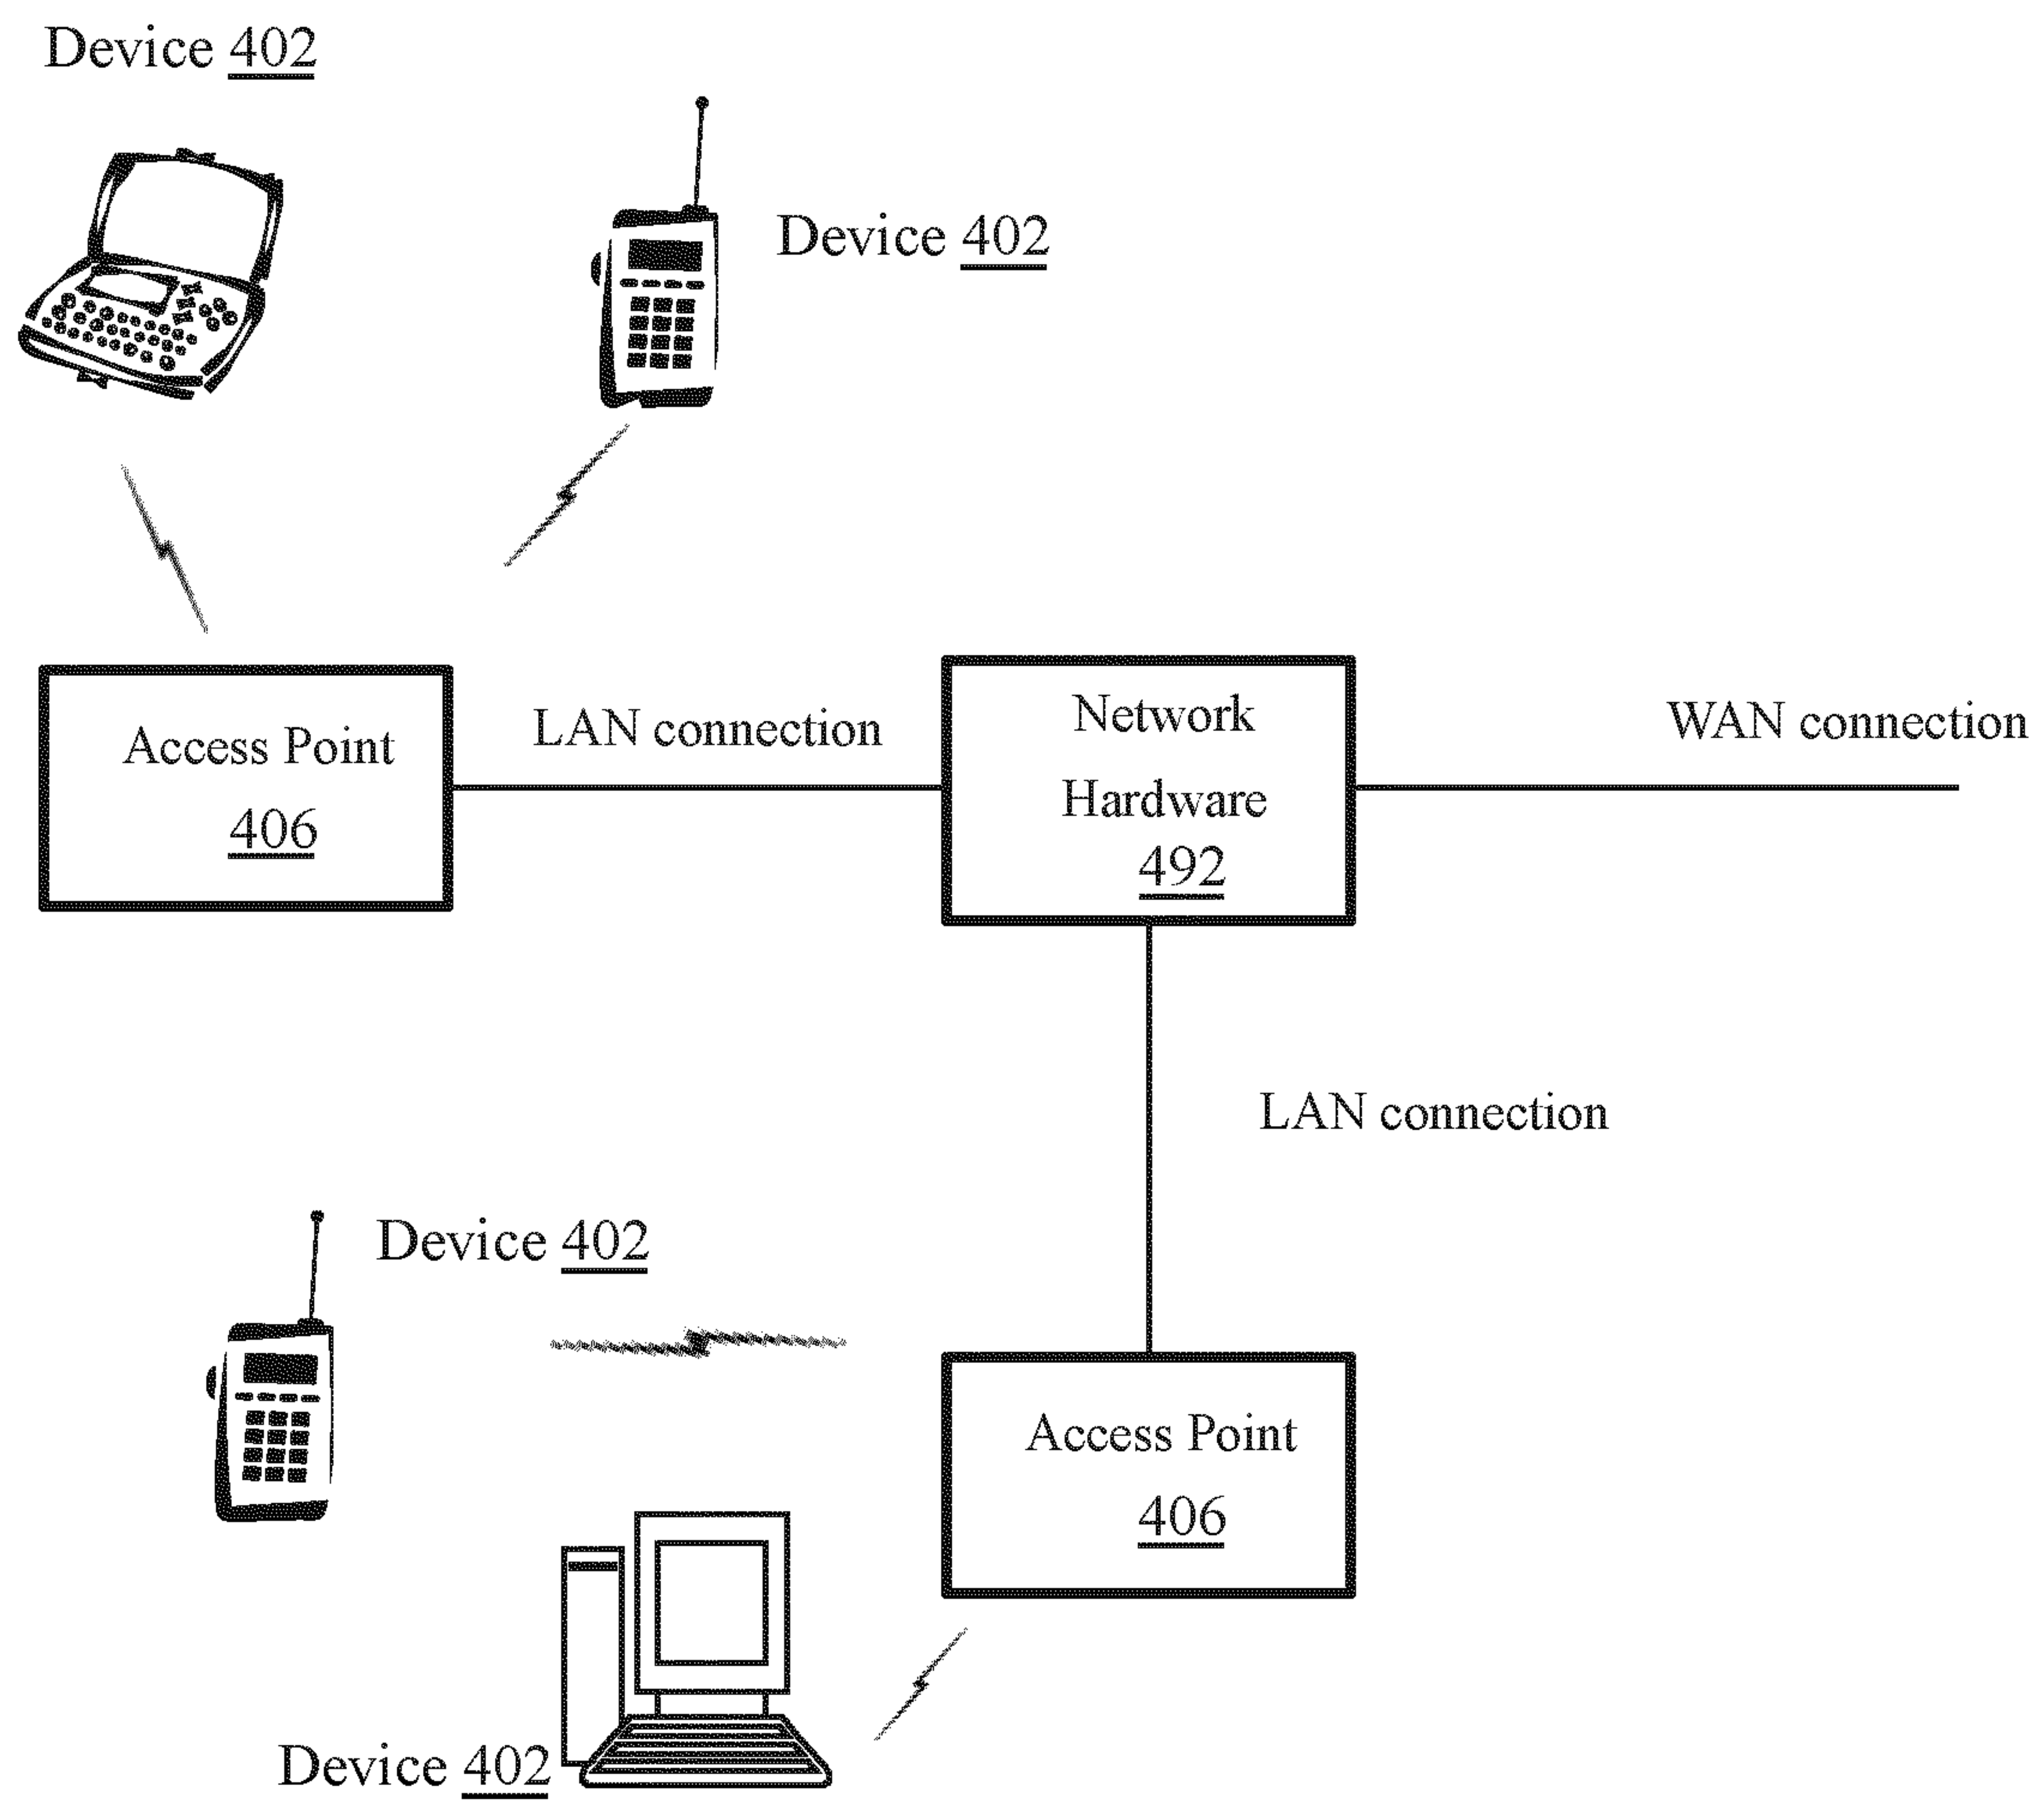 Device 402
Device 402
Access Point
406
LAN connection
Network
Hardware
492
WAN connection
LAN connection
Device 402
Access Point
406
Device 402